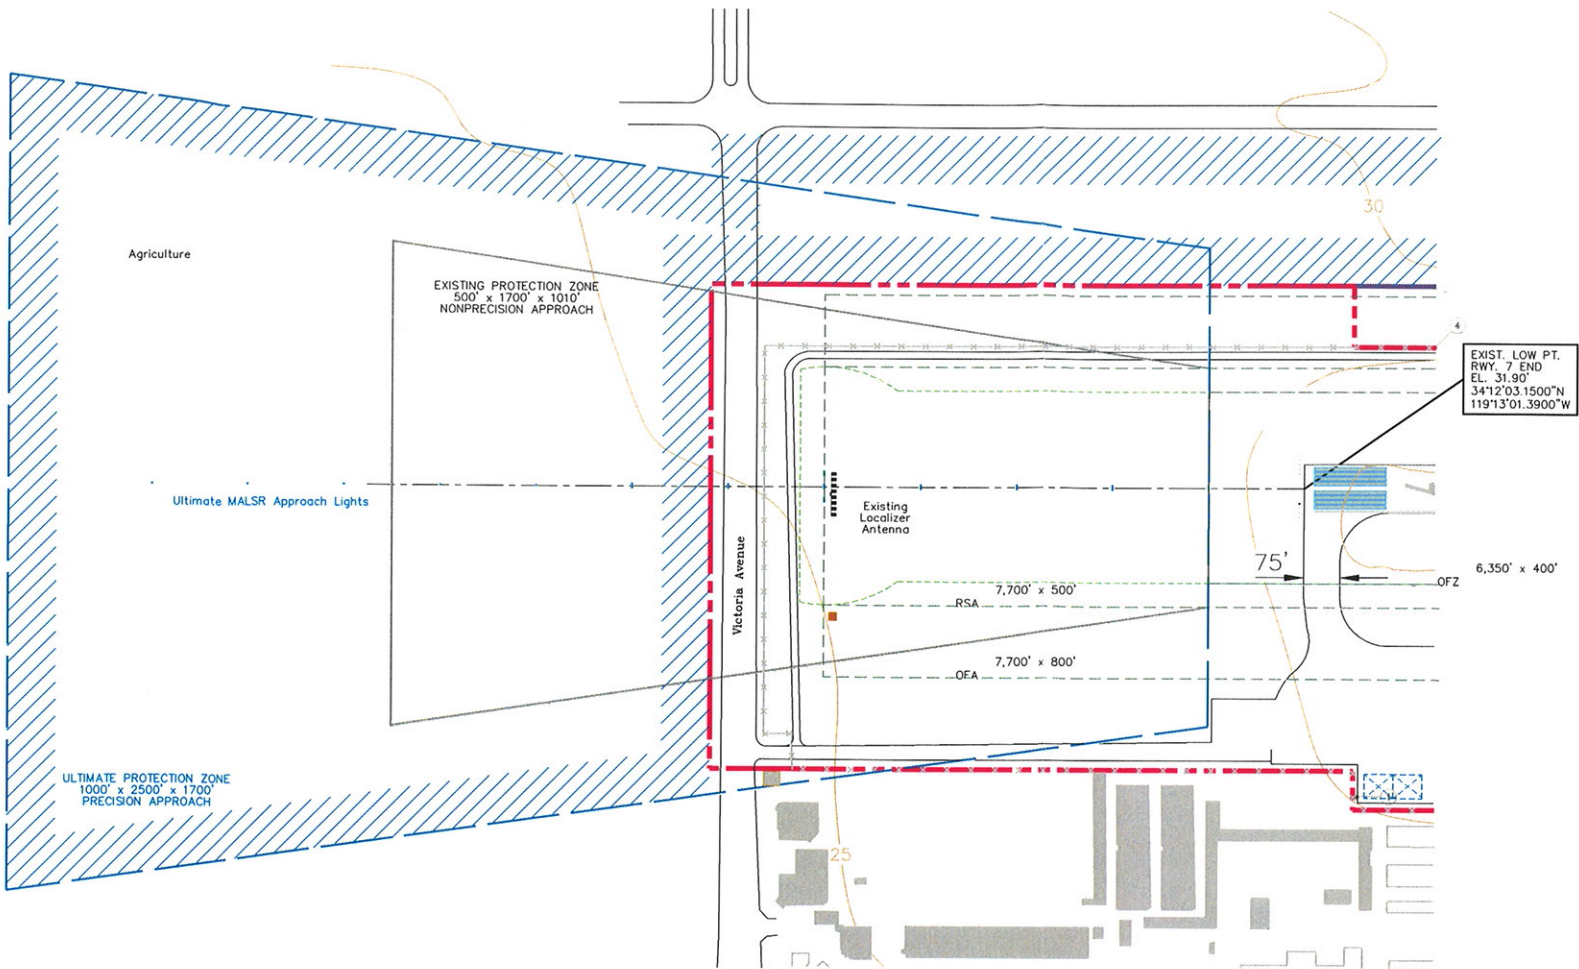 30
Agriculture
EXISTING PROTECTION ZONE
500' x 1700' x 1010'
NONPRECISION APPROACH
4
EXIST. LOW PT.
RWY. 7 END
EL. 31.90'
34°12'03.1500"N
119°13'01.3900"W
Ultimate MALSR Approach Lights
7
Existing
Localizer
Antenna
Victoria Avenue
75'
6,350' x 400'
OFZ
7,700' x 500'
RSA
7,700' x 800'
OFA
ULTIMATE PROTECTION ZONE
1000' x 2500' x 1700'
PRECISION APPROACH
25